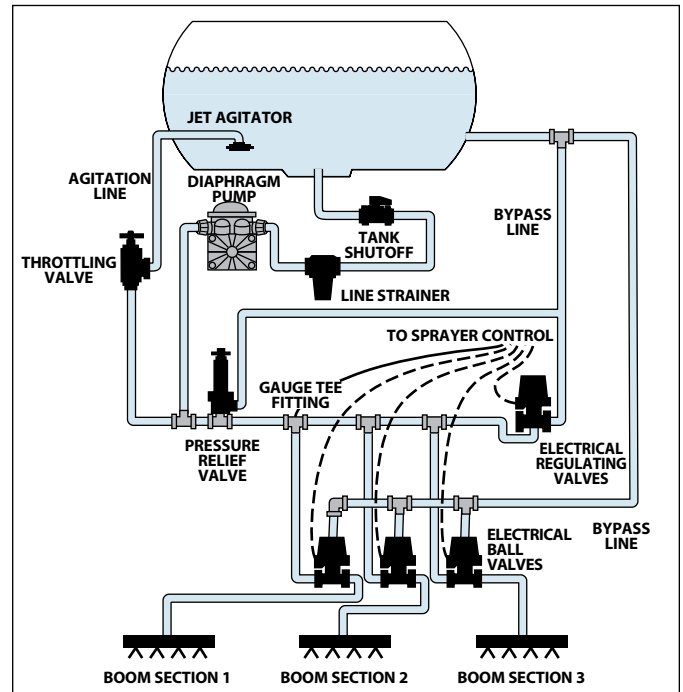 JET AGITATOR
AGITATION
LINE
DIAPHRAGM
PUMP
BYPASS
LINE
TANK
SHUTOFF
THROTTLING
VALVE
LINE STRAINER
TO SPRAYER CONTROL
GAUGE TEE
FITTING
PRESSURE
RELIEF
VALVE
ELECTRICAL
REGULATING
VALVES
BYPASS
LINE
ELECTRICAL
BALL
VALVES
BOOM SECTION 1
BOOM SECTION 2
BOOM SECTION 3